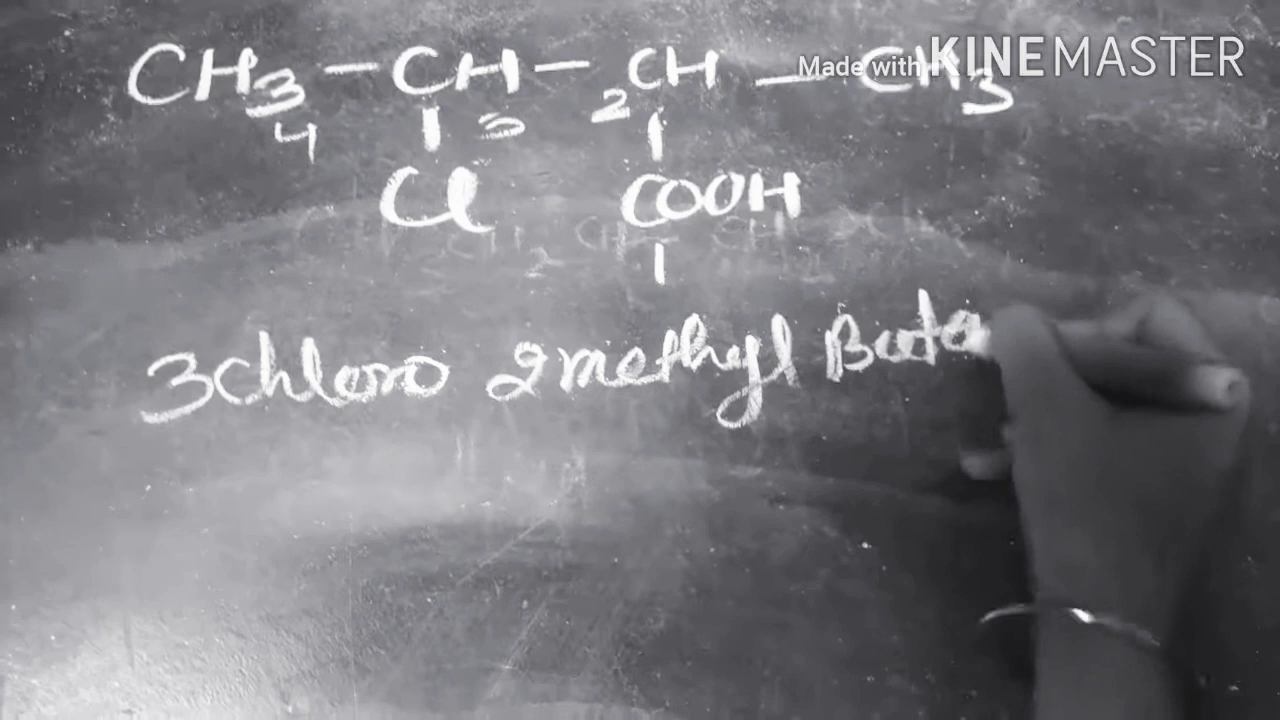 Made with KINEMASTER
CH3 - CH - CH - CH3
4 3 2
Cl COOH
1
3chloro 2methyl Buta